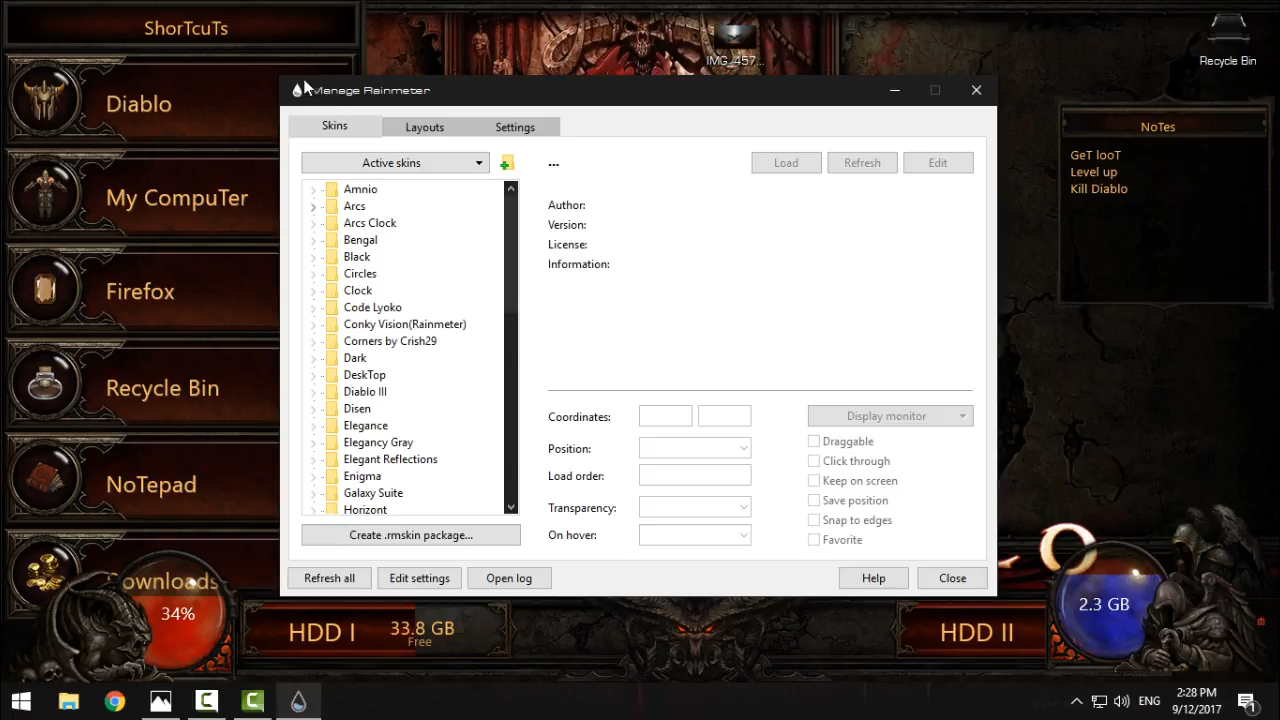 ShorTcuTs
Diablo
My CompuTer
Firefox
Recycle Bin
NoTepad
Downloads
IMG_457...
Recycle Bin
NoTes
GeT looT
Level up
Kill Diablo
Manage Rainmeter
Skins Layouts Settings
Active skins
...
Load Refresh Edit
Amnio
Arcs
Arcs Clock
Bengal
Black
Circles
Clock
Code Lyoko
Conky Vision(Rainmeter)
Corners by Crish29
Dark
DeskTop
Diablo III
Disen
Elegance
Elegancy Gray
Elegant Reflections
Enigma
Galaxy Suite
Horizont
Create .rmskin package...
Author:
Version:
License:
Information:
Coordinates:
Position:
Load order:
Transparency:
On hover:
Display monitor
Draggable
Click through
Keep on screen
Save position
Snap to edges
Favorite
Refresh all Edit settings Open log Help Close
34%
HDD I
33.8 GB
Free
HDD II
2.3 GB
ENG
2:28 PM
9/12/2017
1